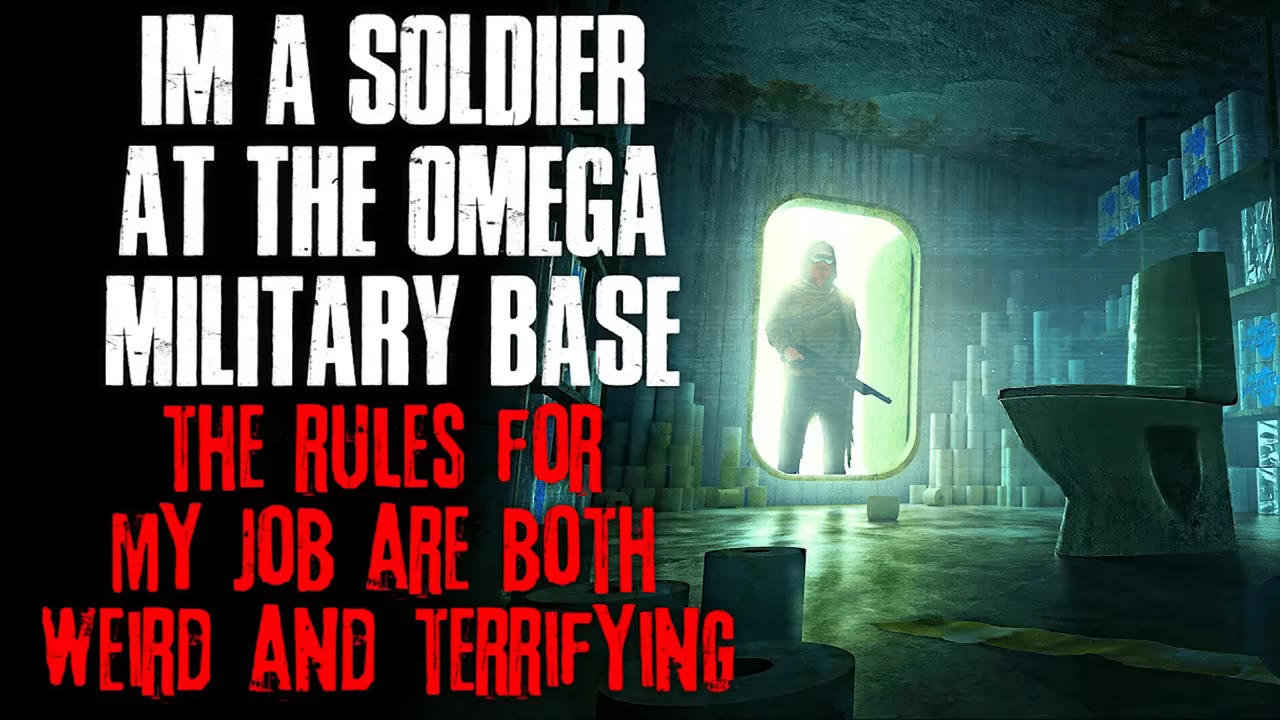 IM A SOLDIER
AT THE OMEGA
MILITARY BASE
THE RULES FOR
MY JOB ARE BOTH
WEIRD AND TERRIFYING